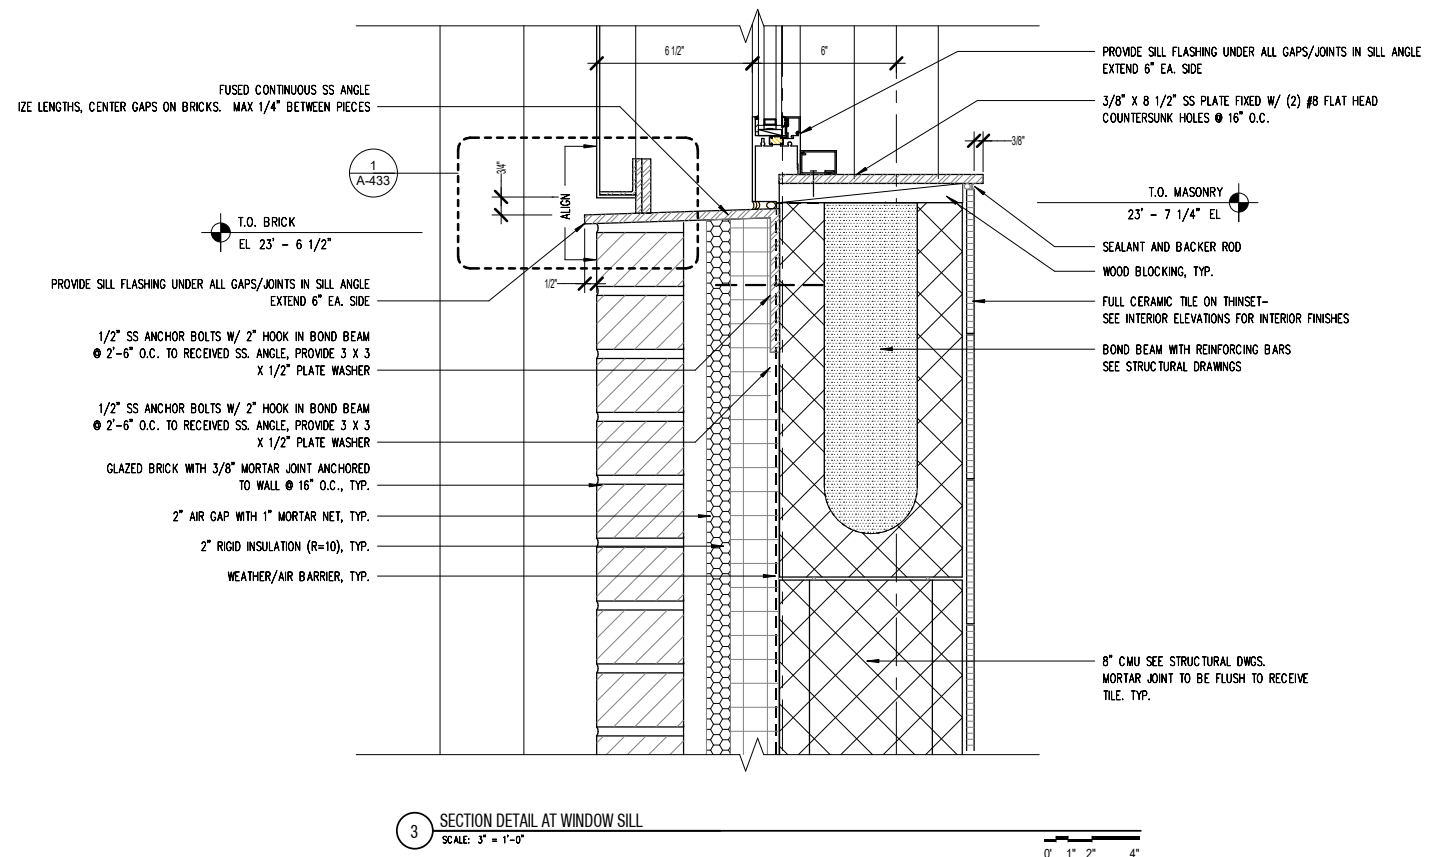 6 1/2"
6"
PROVIDE SILL FLASHING UNDER ALL GAPS/JOINTS IN SILL ANGLE
EXTEND 6" EA. SIDE
FUSED CONTINUOUS SS ANGLE
IZE LENGTHS, CENTER GAPS ON BRICKS. MAX 1/4" BETWEEN PIECES
3/8" X 8 1/2" SS PLATE FIXED W/ (2) #8 FLAT HEAD
COUNTERSUNK HOLES @ 16" O.C.
3/8"
1
A-433
3/4"
ALIGN
T.O. MASONRY
23' - 7 1/4" EL
T.O. BRICK
EL 23' - 6 1/2"
SEALANT AND BACKER ROD
WOOD BLOCKING, TYP.
1/2"
PROVIDE SILL FLASHING UNDER ALL GAPS/JOINTS IN SILL ANGLE
EXTEND 6" EA. SIDE
FULL CERAMIC TILE ON THINSET-
SEE INTERIOR ELEVATIONS FOR INTERIOR FINISHES
1/2" SS ANCHOR BOLTS W/ 2" HOOK IN BOND BEAM
@ 2'-6" O.C. TO RECEIVED SS. ANGLE, PROVIDE 3 X 3
X 1/2" PLATE WASHER
BOND BEAM WITH REINFORCING BARS
SEE STRUCTURAL DRAWINGS
1/2" SS ANCHOR BOLTS W/ 2" HOOK IN BOND BEAM
@ 2'-6" O.C. TO RECEIVED SS. ANGLE, PROVIDE 3 X 3
X 1/2" PLATE WASHER
GLAZED BRICK WITH 3/8" MORTAR JOINT ANCHORED
TO WALL @ 16" O.C., TYP.
2" AIR GAP WITH 1" MORTAR NET, TYP.
2" RIGID INSULATION (R=10), TYP.
WEATHER/AIR BARRIER, TYP.
8" CMU SEE STRUCTURAL DWGS.
MORTAR JOINT TO BE FLUSH TO RECEIVE
TILE. TYP.
3
SECTION DETAIL AT WINDOW SILL
SCALE: 3" = 1'-0"
0' 1" 2" 4"